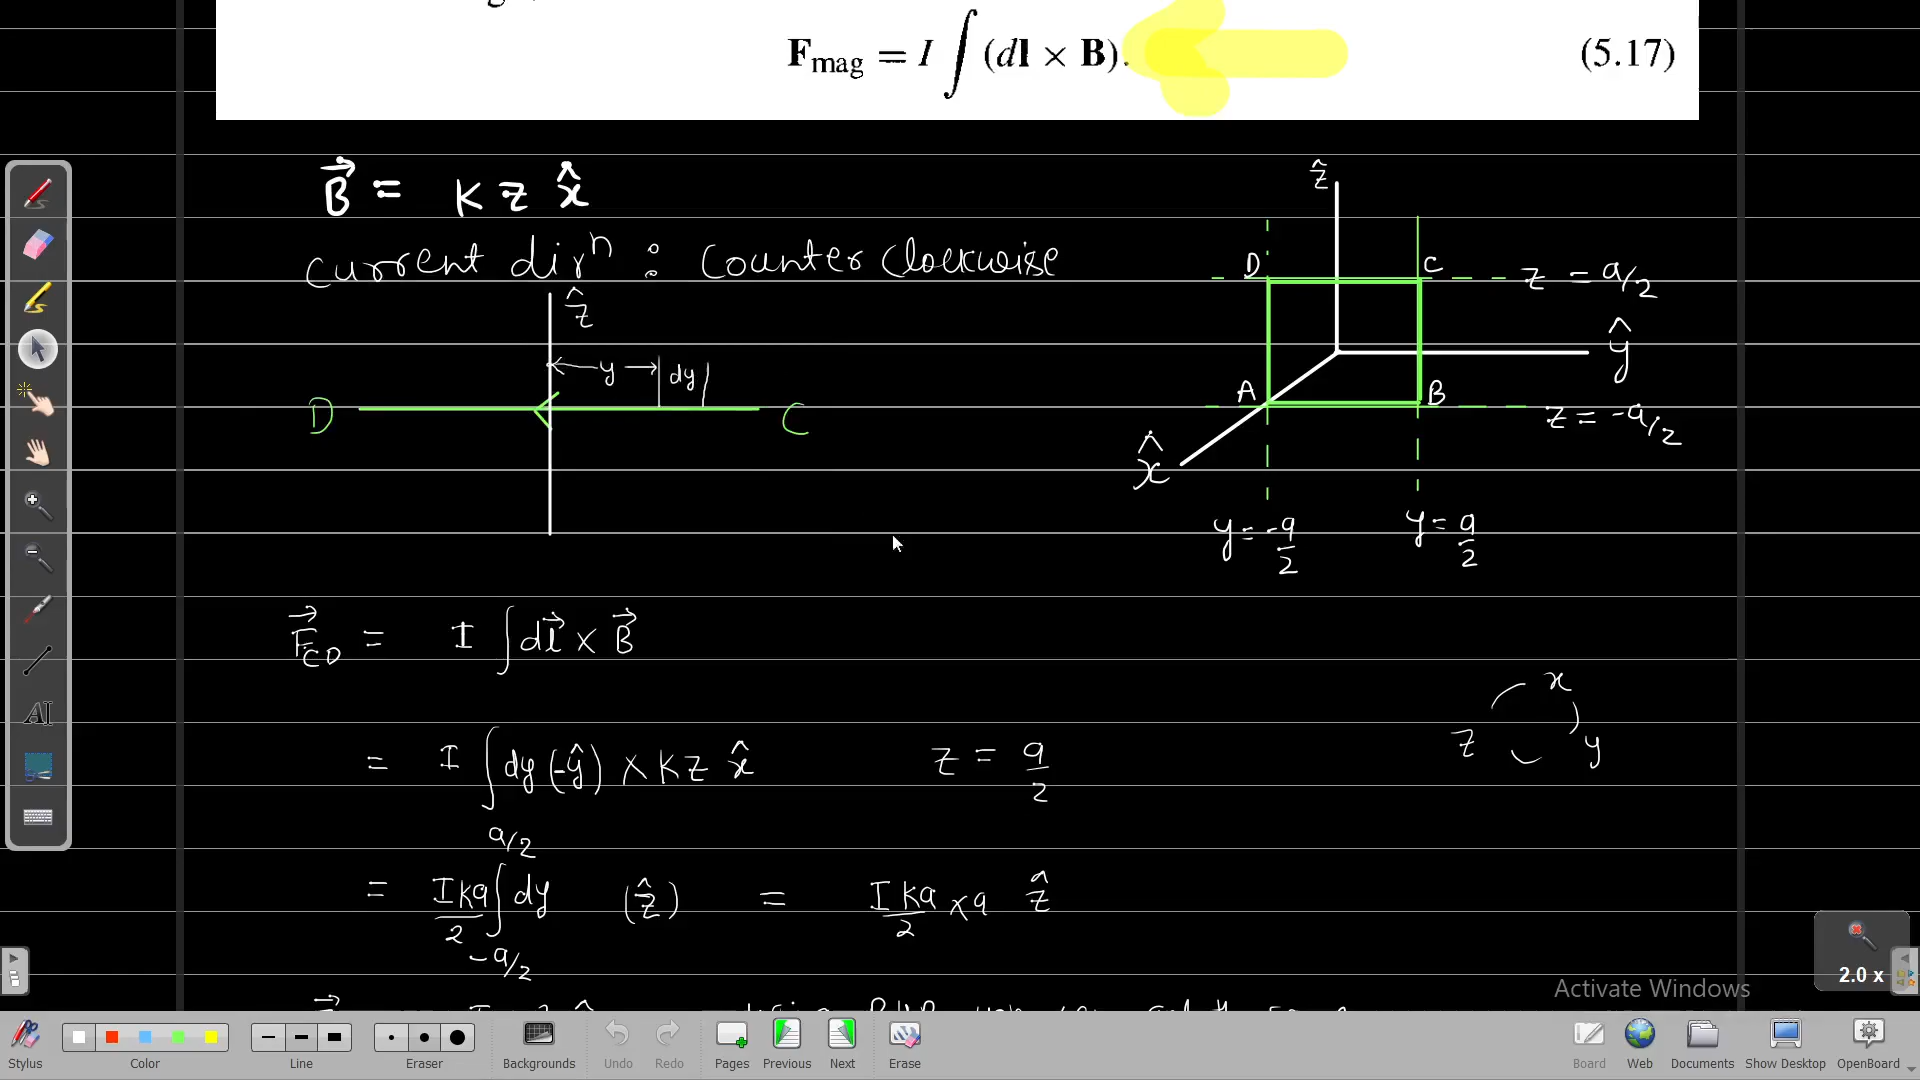 F_mag = I ∫ (dl × B). (5.17)
B⃗ = K z x̂
current dirⁿ : Counter Clockwise
ẑ
y dy
D C
ẑ
D C z = a/2
ŷ
A B z = -a/2
x̂
y = -a/2 y = a/2
F⃗_CD = I ∫ dl⃗ × B⃗
= I ∫ dy (-ŷ) × K z x̂ z = a/2
x
z y
= Ika/2 ∫_{-a/2}^{a/2} dy (ẑ) = Ika/2 × a ẑ
2.0 x
Activate Windows
Stylus Color Line Eraser Backgrounds Undo Redo Pages Previous Next Erase Board Web Documents Show Desktop OpenBoard